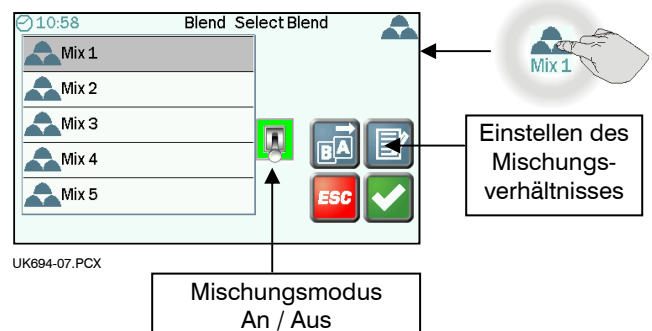 10:58 Blend Select Blend
Mix 1
Mix 1
Mix 2
Mix 3
Mix 4
Mix 5
B A
ESC
Einstellen des
Mischungs-
verhältnisses
UK694-07.PCX
Mischungsmodus
An / Aus